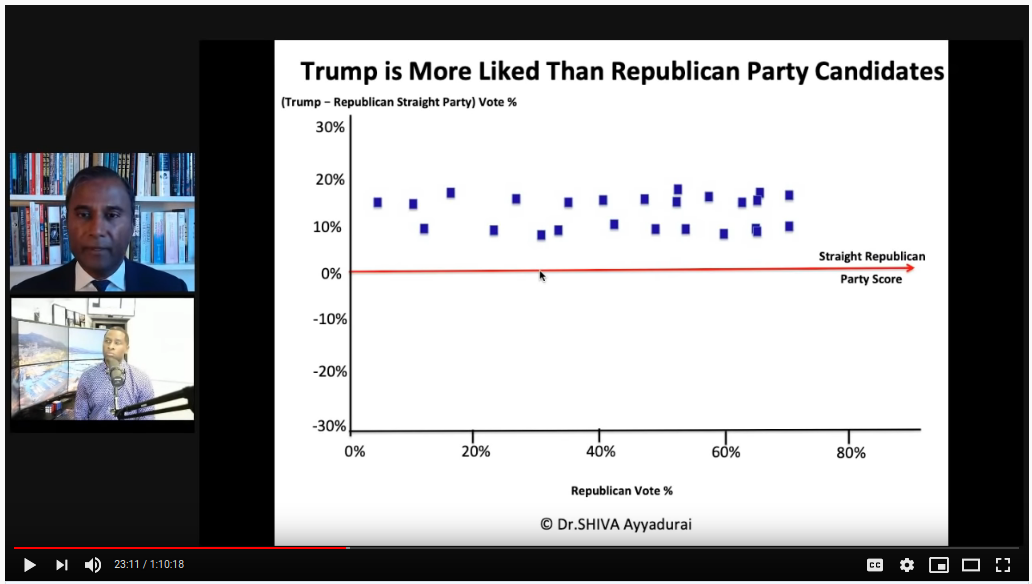 Trump is More Liked Than Republican Party Candidates
(Trump – Republican Straight Party) Vote %
30%
20%
10%
0%
-10%
-20%
-30%
Straight Republican
Party Score
0%
20%
40%
60%
80%
Republican Vote %
© Dr.SHIVA Ayyadurai
23:11 / 1:10:18
CC